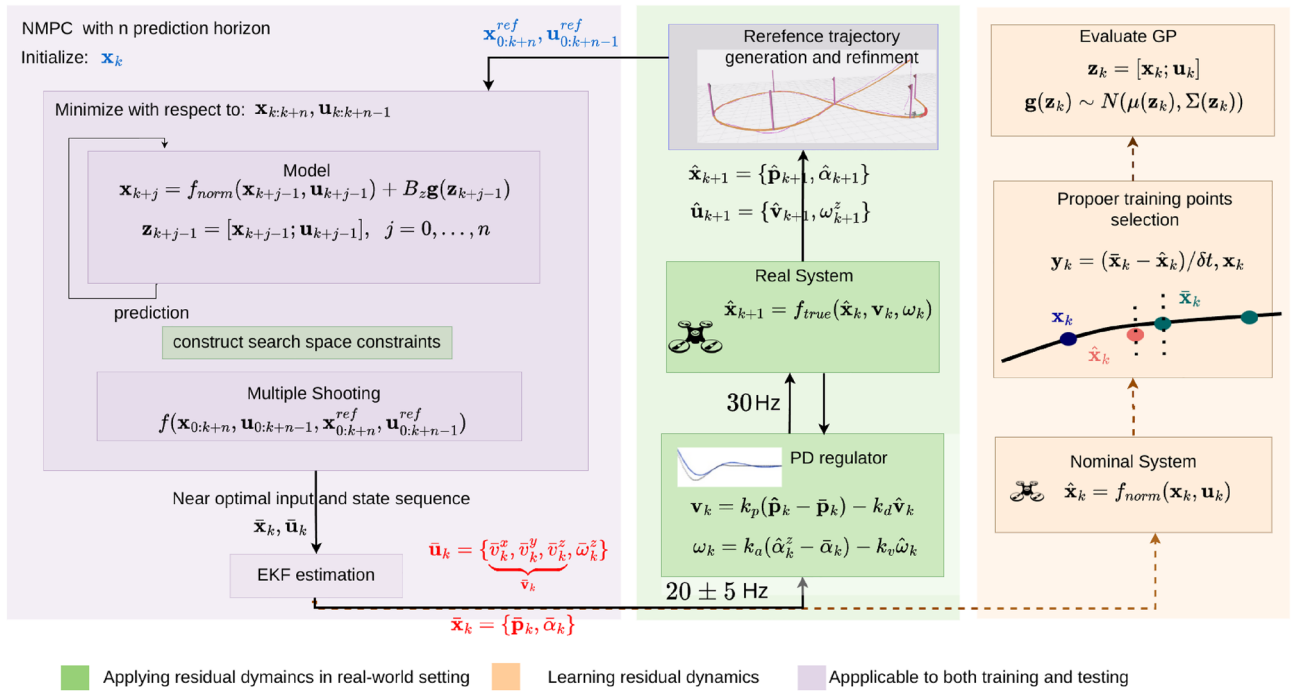 NMPC with n prediction horizon
Initialize: x_k
x^{ref}_{0:k+n}, u^{ref}_{0:k+n-1}
Minimize with respect to: x_{k:k+n}, u_{k:k+n-1}
Model
x_{k+j} = f_{norm}(x_{k+j-1}, u_{k+j-1}) + B_z g(z_{k+j-1})
z_{k+j-1} = [x_{k+j-1}; u_{k+j-1}], j = 0, ..., n
prediction
construct search space constraints
Multiple Shooting
f(x_{0:k+n}, u_{0:k+n-1}, x^{ref}_{0:k+n}, u^{ref}_{0:k+n-1})
Near optimal input and state sequence
x̄_k, ū_k
EKF estimation
ū_k = {v̄^x_k, v̄^y_k, v̄^z_k, ω̄^z_k}
v̄_k
x̄_k = {p̄_k, ᾱ_k}
Rerefence trajectory
generation and refinment
x̂_{k+1} = {p̂_{k+1}, α̂_{k+1}}
û_{k+1} = {v̂_{k+1}, ω^z_{k+1}}
Real System
x̂_{k+1} = f_{true}(x̂_k, v_k, ω_k)
30 Hz
PD regulator
v_k = k_p(p̂_k − p̄_k) − k_d v̂_k
ω_k = k_a(α̂^z_k − ᾱ_k) − k_v ω̂_k
20 ± 5 Hz
Evaluate GP
z_k = [x_k; u_k]
g(z_k) ∼ N(μ(z_k), Σ(z_k))
Propoer training points
selection
y_k = (x̄_k − x̂_k)/δt, x_k
x_k
x̄_k
x̂_k
Nominal System
x̂_k = f_{norm}(x_k, u_k)
Applying residual dymaincs in real-world setting
Learning residual dynamics
Appplicable to both training and testing